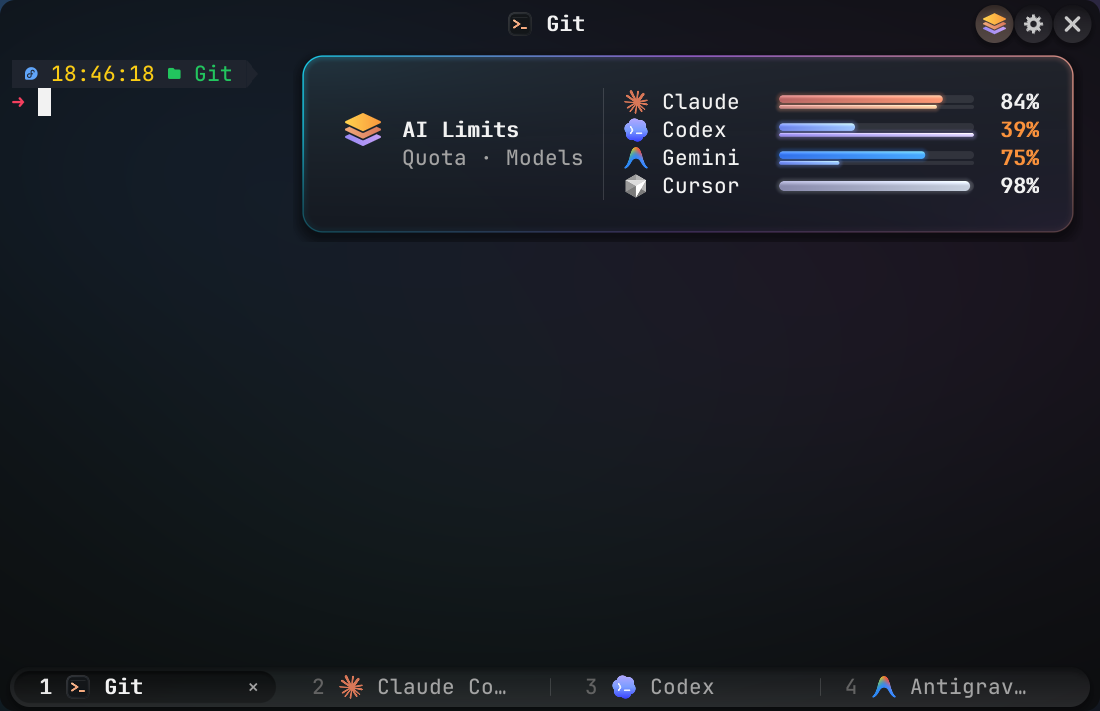 Git
18:46:18 Git
AI Limits
Quota · Models
Claude 84%
Codex 39%
Gemini 75%
Cursor 98%
1 Git × 2 Claude Co… 3 Codex 4 Antigrav…